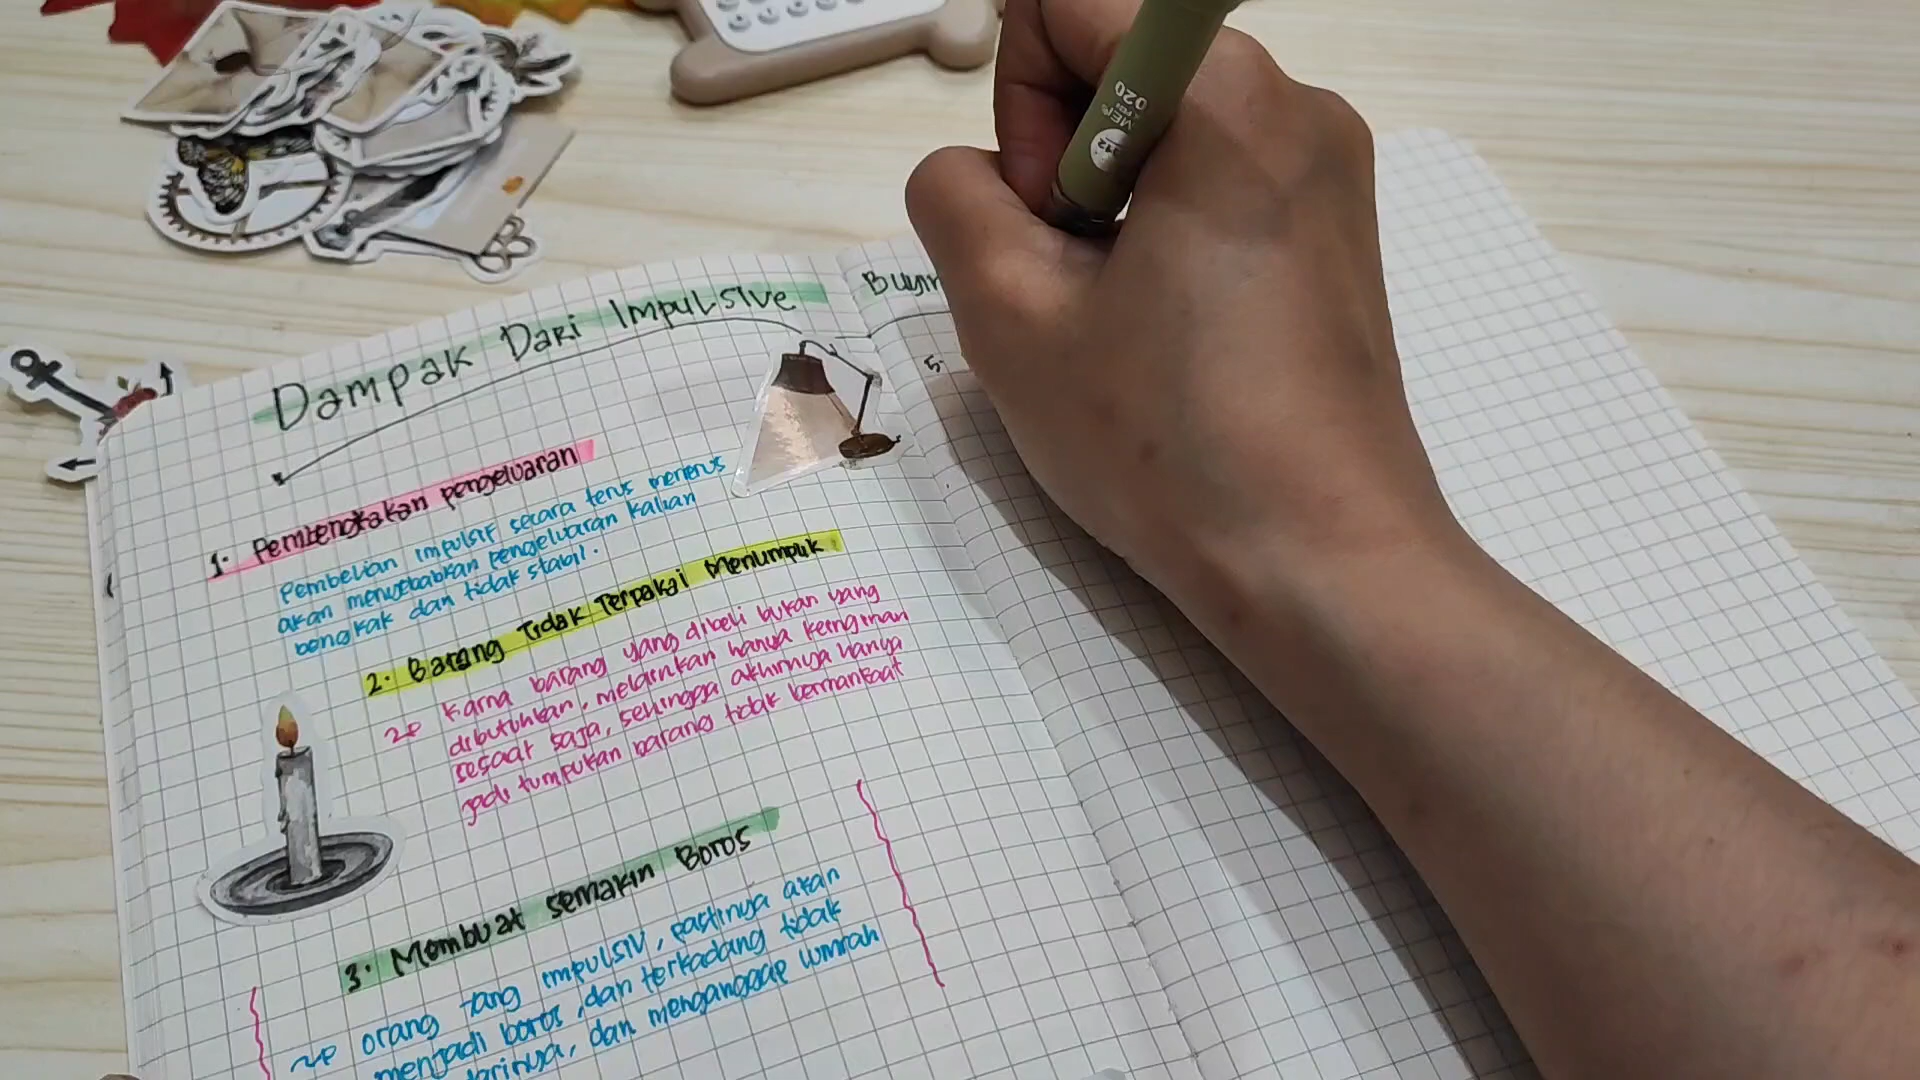 Dampak Dari Impulsive
1. Pembengkakan pengeluaran
Pembelian impulsif secara terus menerus
akan menyebabkan pengeluaran kalian
bengkak dan tidak stabil.
2. Barang Tidak Terpakai Menumpuk
Karna barang yang dibeli bukan yang
dibutuhkan, melainkan hanya keinginan
sesaat saja, sehingga akhirnya hanya
jadi tumpukan barang tidak bermanfaat
3. Membuat semakin Boros
orang yang impulsiv, pastinya akan
menjadi boros, dan terkadang tidak
dan menganggap lumrah
5.
020